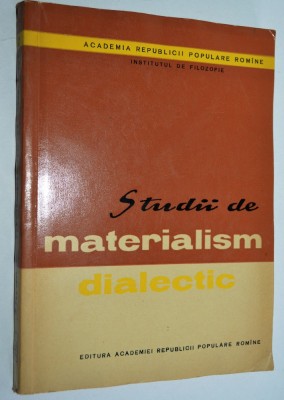 ACADEMIA REPUBLICII POPULARE ROMÎNE
INSTITUTUL DE FILOZOFIE
Studii de
materialism
dialectic
EDITURA ACADEMIEI REPUBLICII POPULARE ROMÎNE